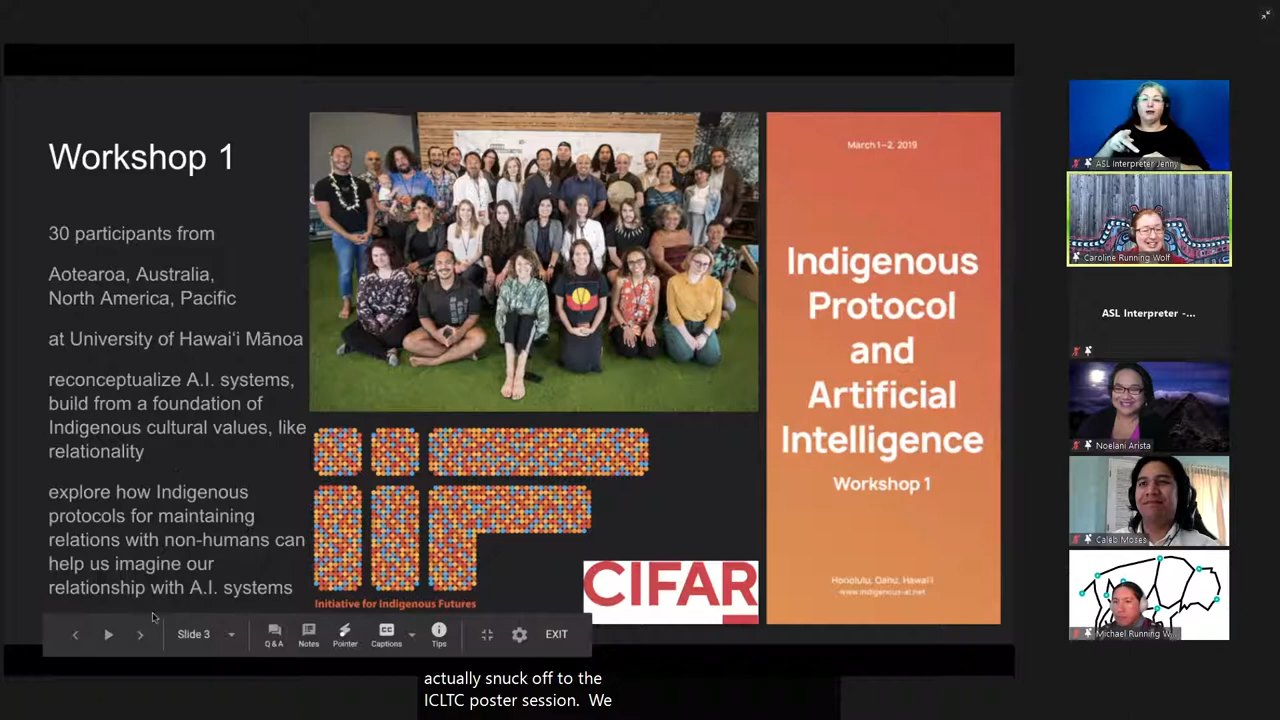 Workshop 1
30 participants from
Aotearoa, Australia,
North America, Pacific
at University of Hawaiʻi Mānoa
reconceptualize A.I. systems,
build from a foundation of
Indigenous cultural values, like
relationality
explore how Indigenous
protocols for maintaining
relations with non-humans can
help us imagine our
relationship with A.I. systems
Initiative for Indigenous Futures
CIFAR
March 1–2, 2019
Indigenous
Protocol
and
Artificial
Intelligence
Workshop 1
Honolulu, Oahu, Hawaiʻi
www.indigenous-ai.net
Slide 3
Q & A
Notes
Pointer
Captions
Tips
EXIT
actually snuck off to the
ICLTC poster session.  We
ASL Interpreter Jenny
Caroline Running Wolf
ASL Interpreter -...
Noelani Arista
Caleb Moses
Michael Running W...